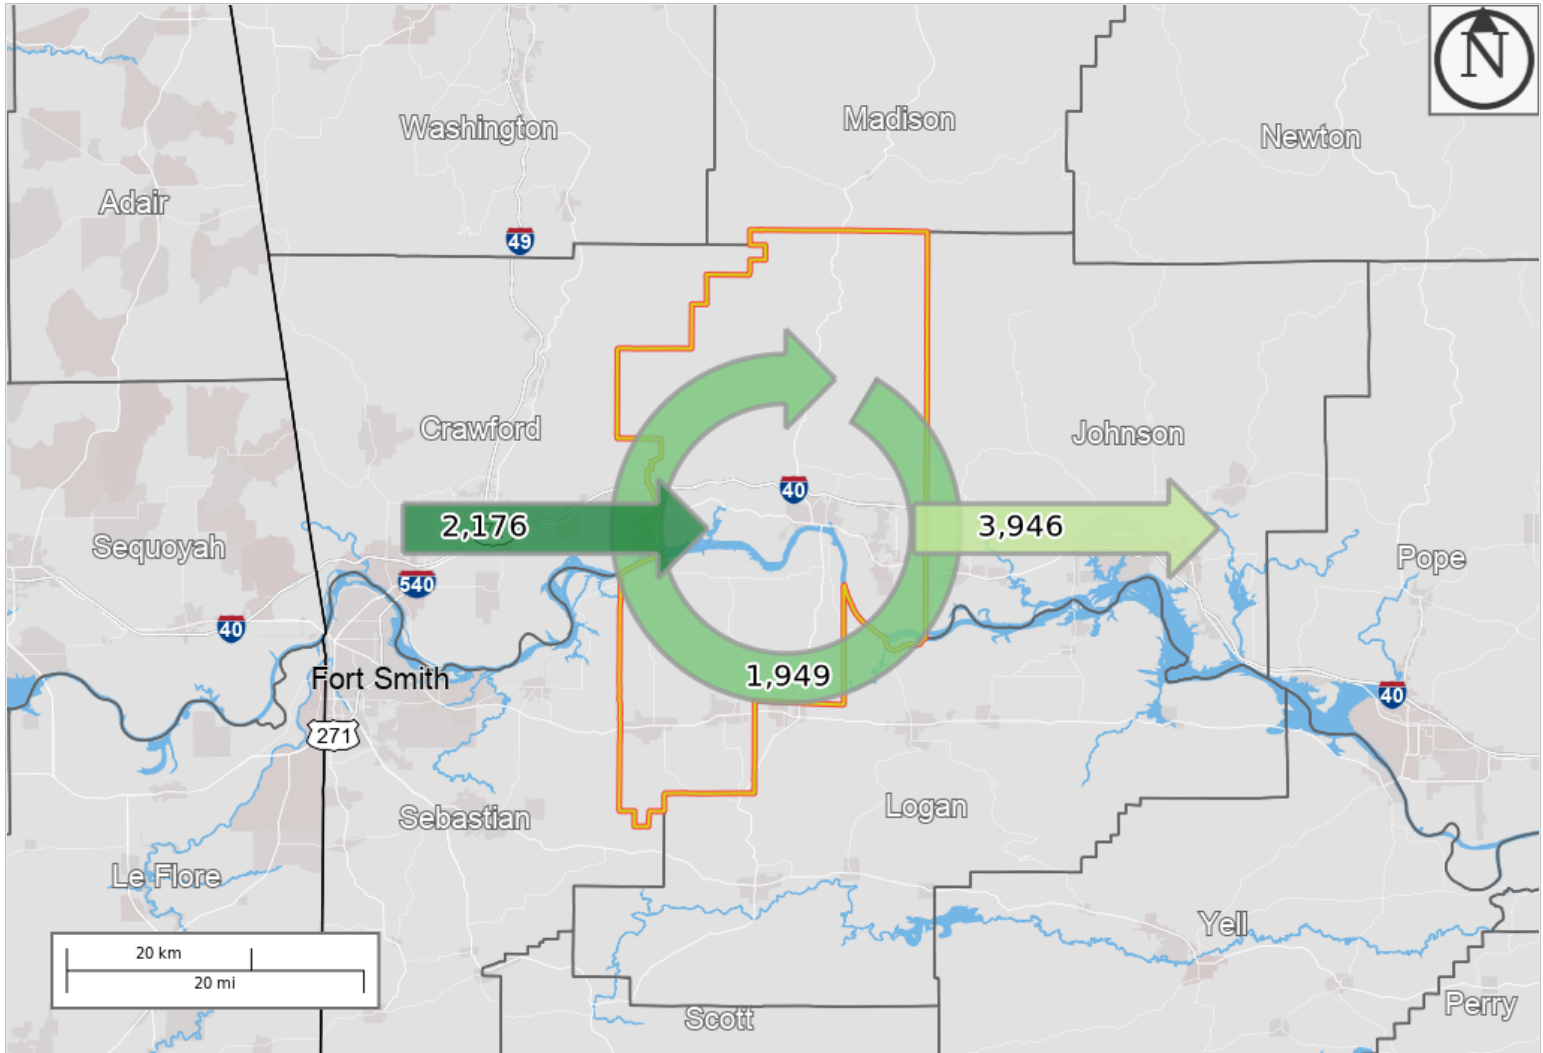 N
Washington
Madison
Newton
Adair
49
Crawford
Johnson
40
2,176
3,946
Sequoyah
Pope
540
40
Fort Smith
1,949
40
271
Sebastian
Logan
Le Flore
Yell
20 km
20 mi
Scott
Perry